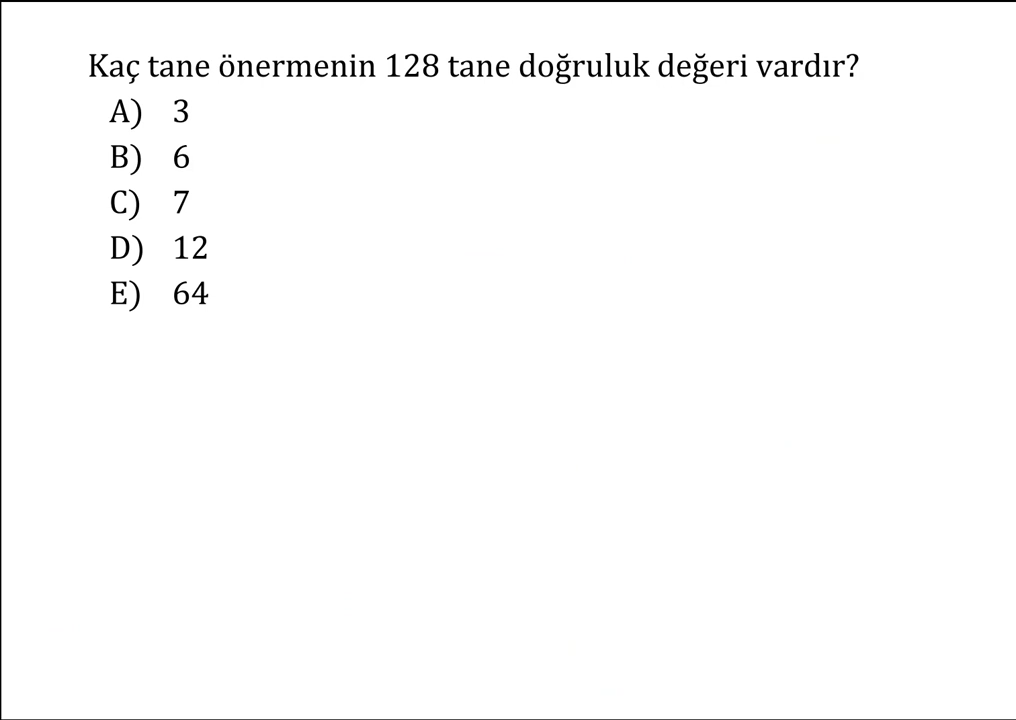 Kaç tane önermenin 128 tane doğruluk değeri vardır?
A) 3
B) 6
C) 7
D) 12
E) 64